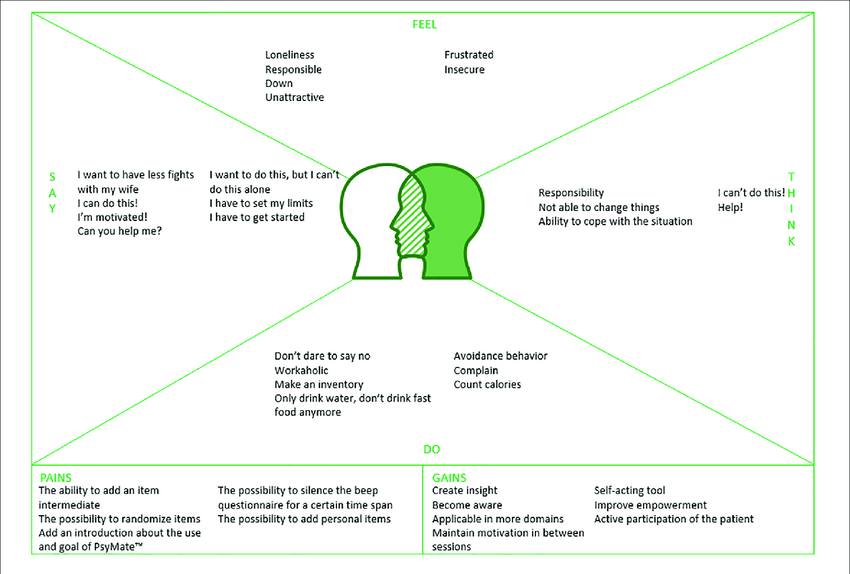 FEEL
Loneliness
Responsible
Down
Unattractive
Frustrated
Insecure
SAY
I want to have less fights
with my wife
I can do this!
I'm motivated!
Can you help me?
I want to do this, but I can't
do this alone
I have to set my limits
I have to get started
Responsibility
Not able to change things
Ability to cope with the situation
I can't do this!
Help!
THINK
Don't dare to say no
Workaholic
Make an inventory
Only drink water, don't drink fast
food anymore
Avoidance behavior
Complain
Count calories
DO
PAINS
The ability to add an item
intermediate
The possibility to randomize items
Add an introduction about the use
and goal of PsyMate™
The possibility to silence the beep
questionnaire for a certain time span
The possibility to add personal items
GAINS
Create insight
Become aware
Applicable in more domains
Maintain motivation in between
sessions
Self-acting tool
Improve empowerment
Active participation of the patient